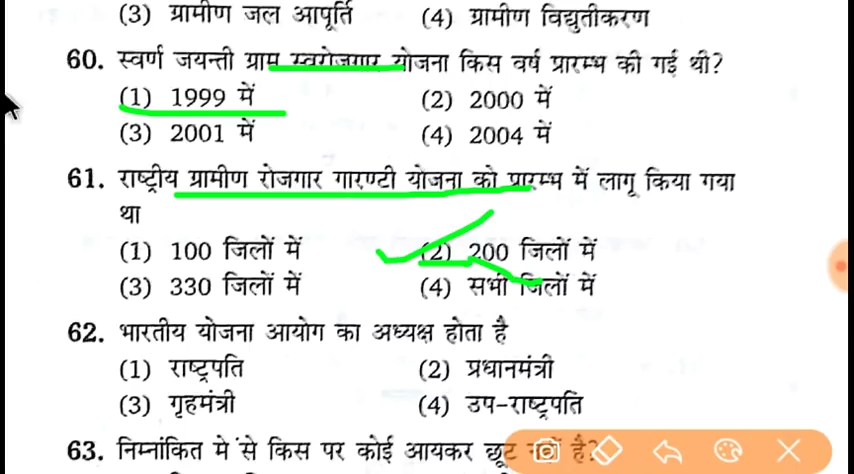 (3) ग्रामीण जल आपूर्ति (4) ग्रामीण विद्युतीकरण
60. स्वर्ण जयन्ती ग्राम स्वरोजगार योजना किस वर्ष प्रारम्भ की गई थी?
(1) 1999 में (2) 2000 में
(3) 2001 में (4) 2004 में
61. राष्ट्रीय ग्रामीण रोजगार गारण्टी योजना को प्रारम्भ में लागू किया गया
था
(1) 100 जिलों में (2) 200 जिलों में
(3) 330 जिलों में (4) सभी जिलों में
62. भारतीय योजना आयोग का अध्यक्ष होता है
(1) राष्ट्रपति (2) प्रधानमंत्री
(3) गृहमंत्री (4) उप-राष्ट्रपति
63. निम्नांकित मे से किस पर कोई आयकर छूट है?